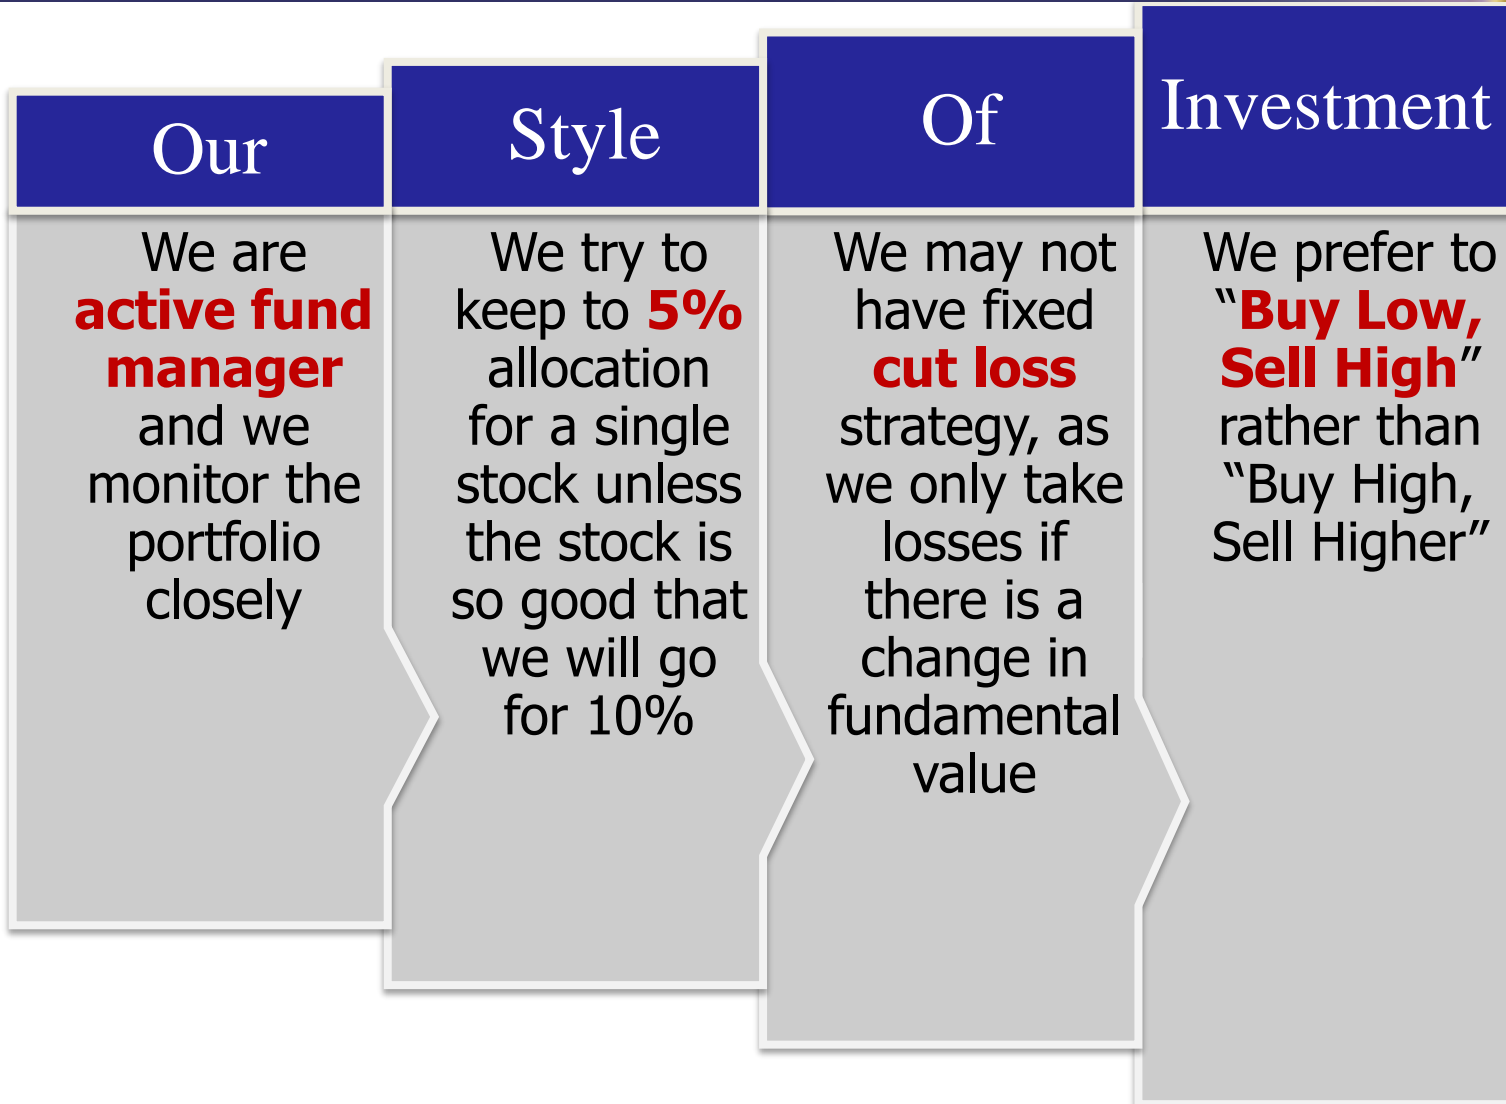 Our
We are
active fund
manager
and we
monitor the
portfolio
closely
Style
We try to
keep to 5%
allocation
for a single
stock unless
the stock is
so good that
we will go
for 10%
Of
We may not
have fixed
cut loss
strategy, as
we only take
losses if
there is a
change in
fundamental
value
Investment
We prefer to
“Buy Low,
Sell High”
rather than
“Buy High,
Sell Higher”